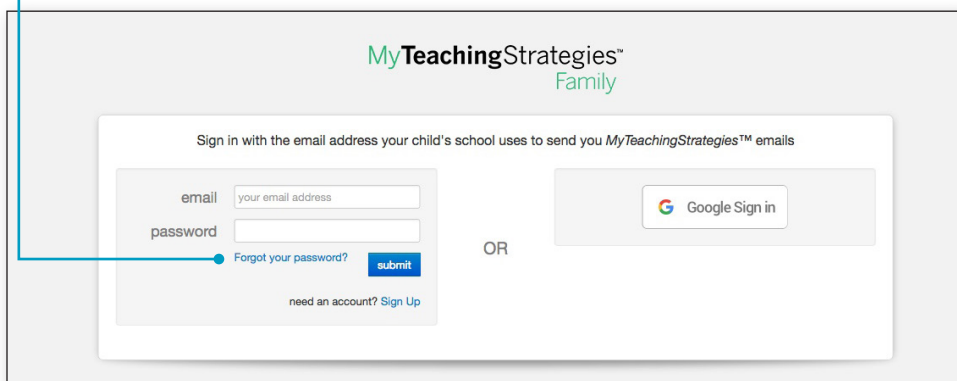 MyTeachingStrategies™
Family
Sign in with the email address your child's school uses to send you MyTeachingStrategies™ emails
email
your email address
password
Forgot your password?
submit
need an account? Sign Up
OR
Google Sign in